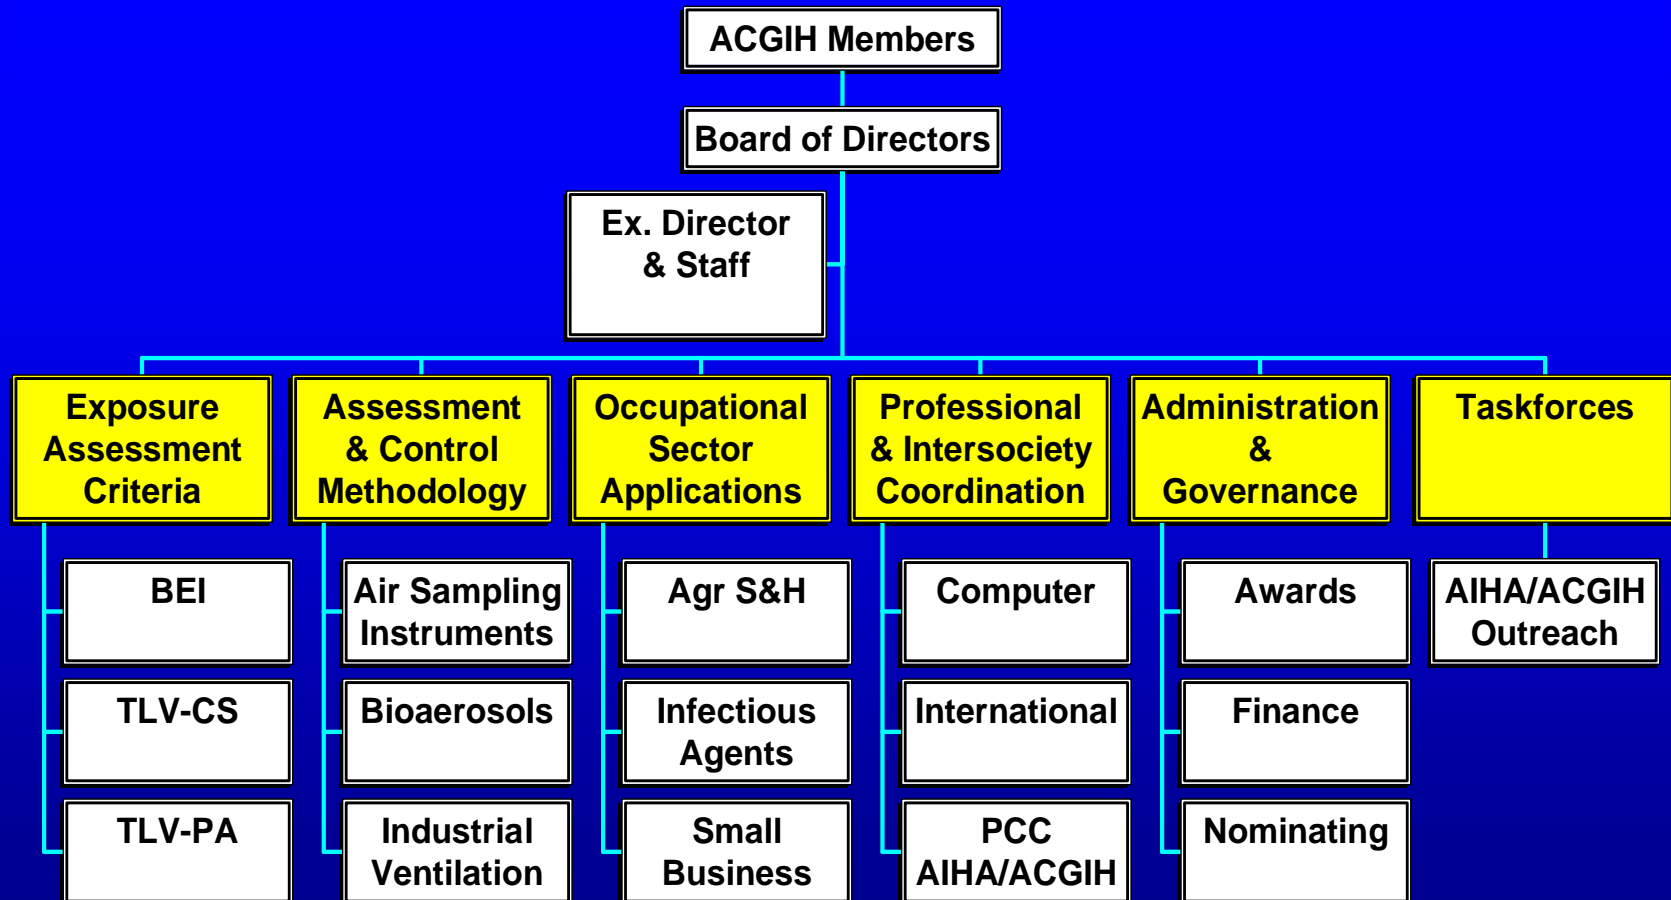 ACGIH Members
Board of Directors
Ex. Director
& Staff
Exposure
Assessment
Criteria
Assessment
& Control
Methodology
Occupational
Sector
Applications
Professional
& Intersociety
Coordination
Administration
&
Governance
Taskforces
BEI
TLV-CS
TLV-PA
Air Sampling
Instruments
Bioaerosols
Industrial
Ventilation
Agr S&H
Infectious
Agents
Small
Business
Computer
International
PCC
AIHA/ACGIH
Awards
Finance
Nominating
AIHA/ACGIH
Outreach